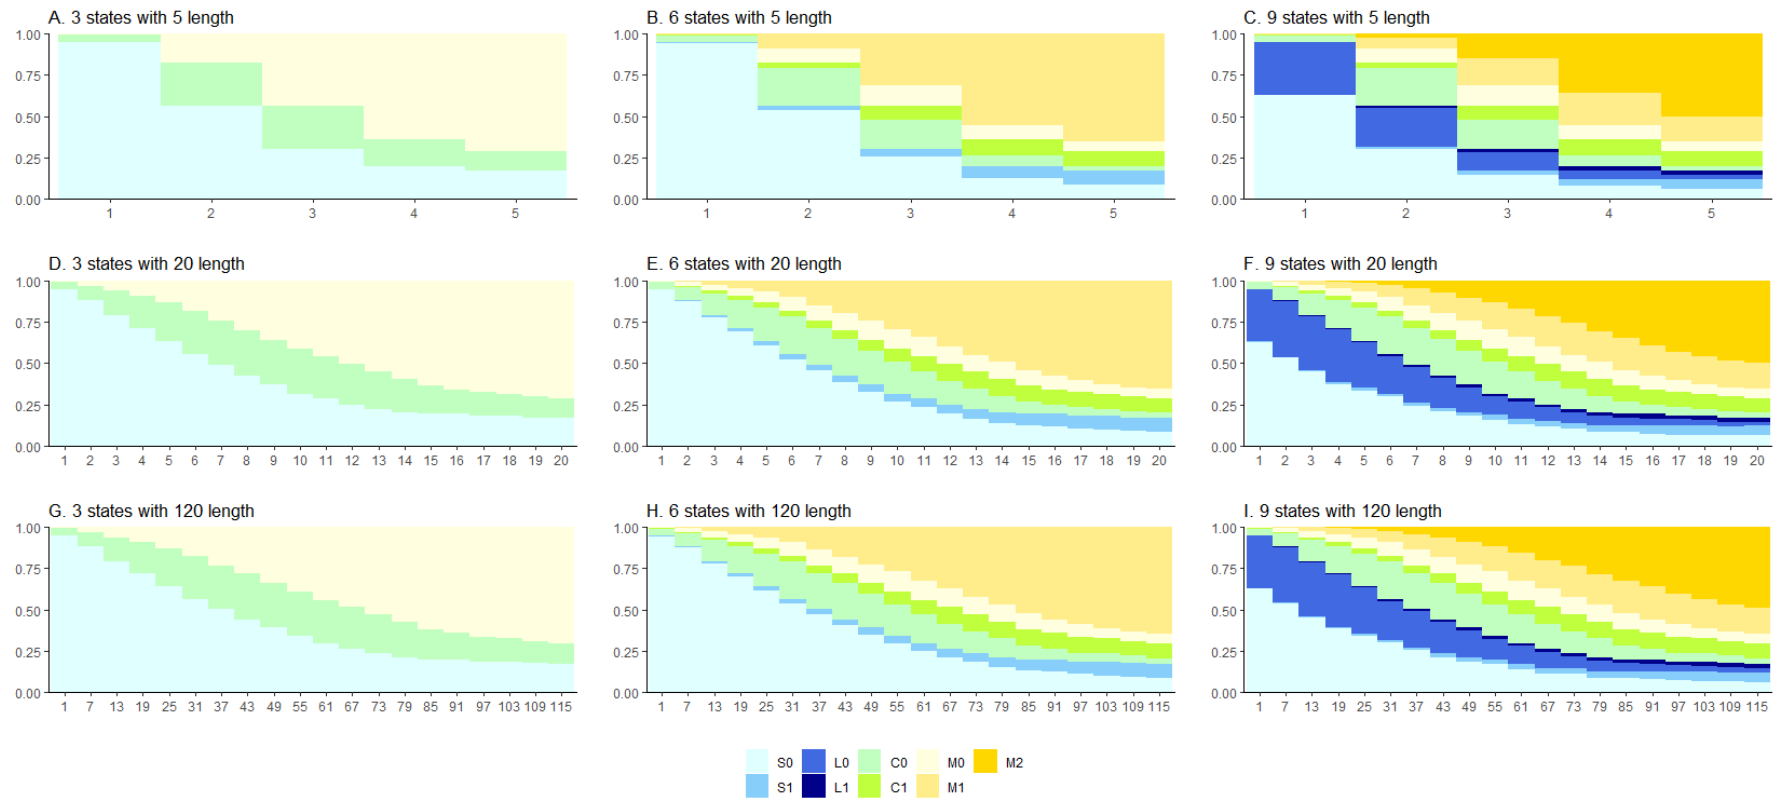 A. 3 states with 5 length
B. 6 states with 5 length
C. 9 states with 5 length
1.00 1.00 1.00
0.75 0.75 0.75
0.50 0.50 0.50
0.25 0.25 0.25
0.00 0.00 0.00
1 2 3 4 5 1 2 3 4 5 1 2 3 4 5
D. 3 states with 20 length
E. 6 states with 20 length
F. 9 states with 20 length
1.00 1.00 1.00
0.75 0.75 0.75
0.50 0.50 0.50
0.25 0.25 0.25
0.00 0.00 0.00
1 2 3 4 5 6 7 8 9 10 11 12 13 14 15 16 17 18 19 20 1 2 3 4 5 6 7 8 9 10 11 12 13 14 15 16 17 18 19 20 1 2 3 4 5 6 7 8 9 10 11 12 13 14 15 16 17 18 19 20
G. 3 states with 120 length
H. 6 states with 120 length
I. 9 states with 120 length
1.00 1.00 1.00
0.75 0.75 0.75
0.50 0.50 0.50
0.25 0.25 0.25
0.00 0.00 0.00
1 7 13 19 25 31 37 43 49 55 61 67 73 79 85 91 97 103 109 115 1 7 13 19 25 31 37 43 49 55 61 67 73 79 85 91 97 103 109 115 1 7 13 19 25 31 37 43 49 55 61 67 73 79 85 91 97 103 109 115
S0 L0 C0 M0 M2
S1 L1 C1 M1